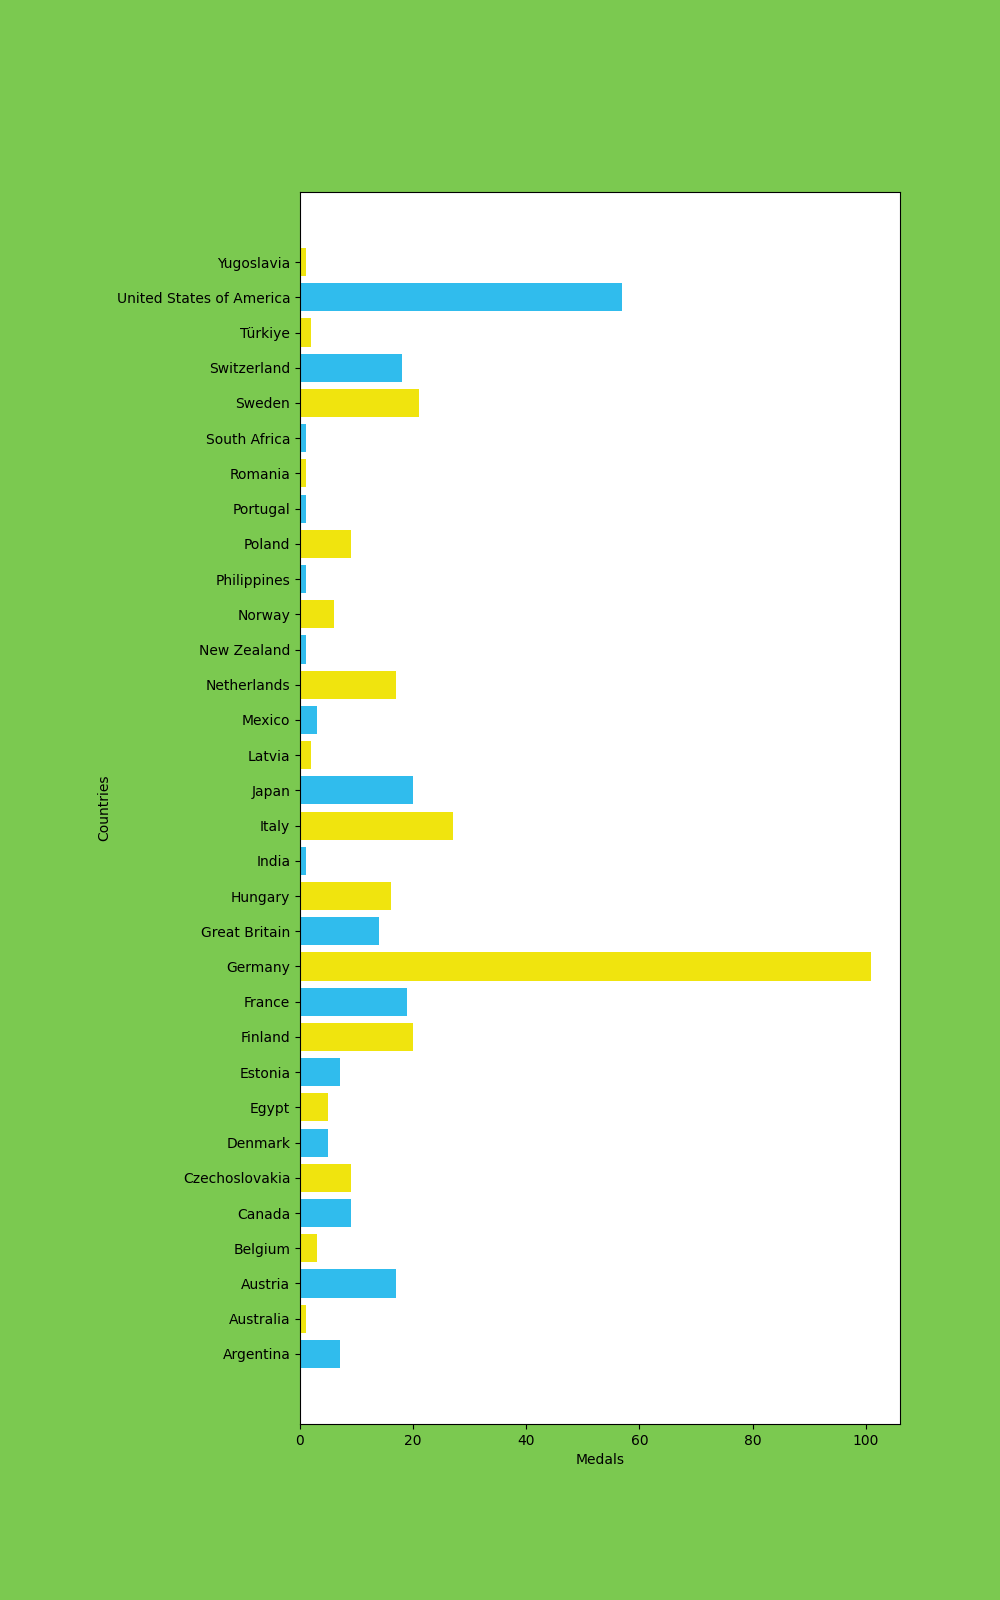 Yugoslavia
United States of America
Türkiye
Switzerland
Sweden
South Africa
Romania
Portugal
Poland
Philippines
Norway
New Zealand
Netherlands
Mexico
Latvia
Japan
Italy
India
Hungary
Great Britain
Germany
France
Finland
Estonia
Egypt
Denmark
Czechoslovakia
Canada
Belgium
Austria
Australia
Argentina
Countries
0 20 40 60 80 100
Medals